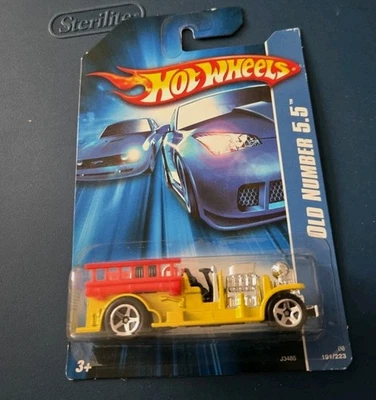 Sterilite
HOT WHEELS
OLD NUMBER 5.5™
3+
J3465
06
191/223